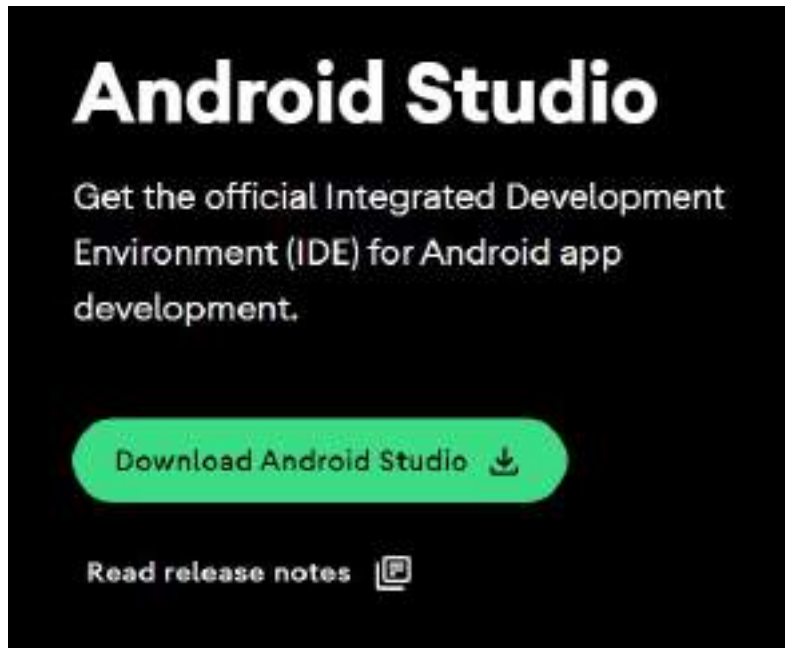 Android Studio
Get the official Integrated Development
Environment (IDE) for Android app
development.
Download Android Studio
Read release notes